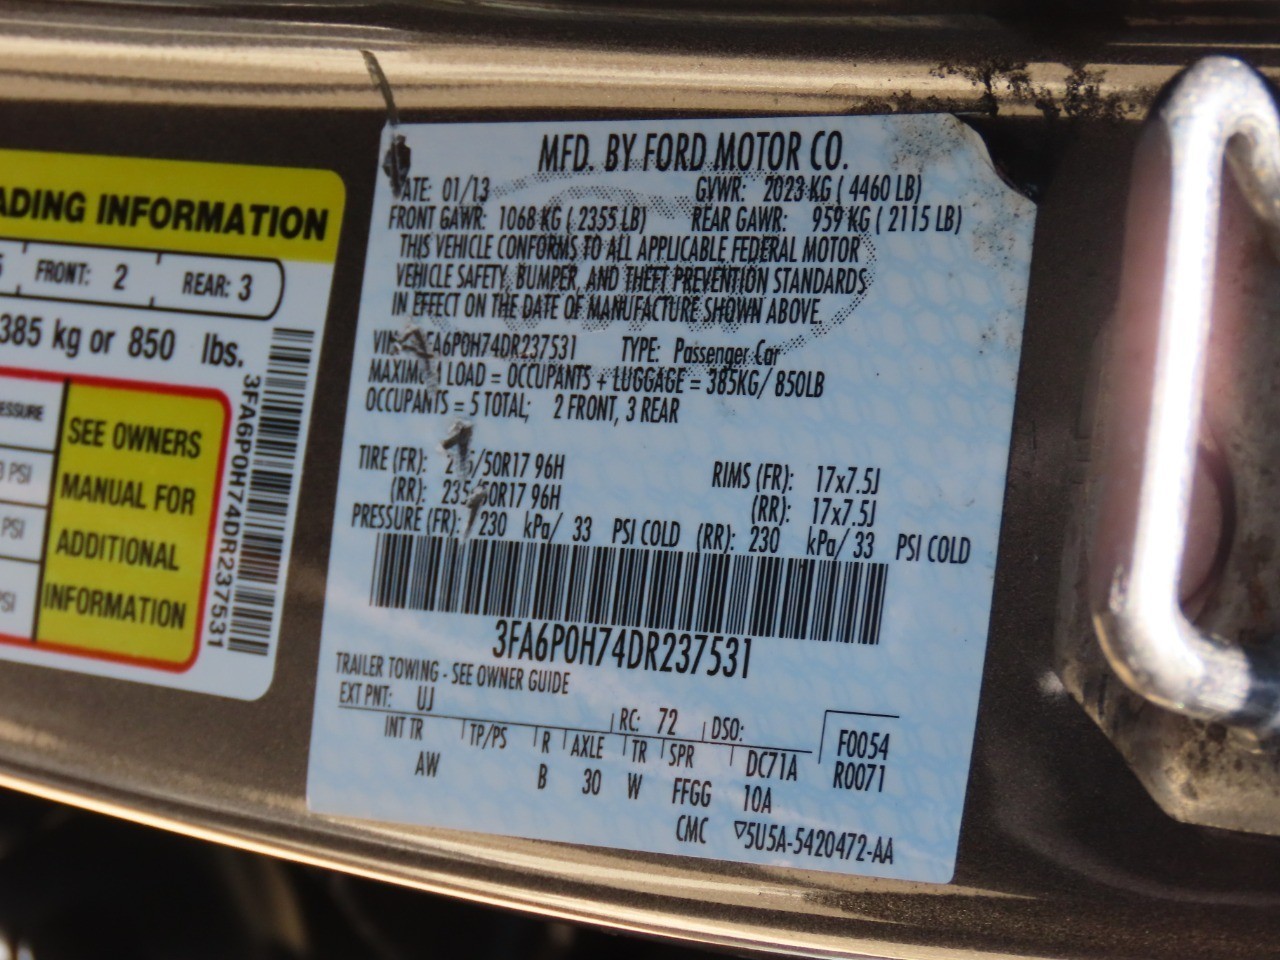 ADING INFORMATION
FRONT: 2 REAR: 3
385 kg or 850 lbs.
ESSURE
PSI
PSI
PSI
SEE OWNERS
MANUAL FOR
ADDITIONAL
INFORMATION
3FA6P0H74DR237531
MFD. BY FORD MOTOR CO.
ATE: 01/13 GVWR: 2023 KG ( 4460 LB)
FRONT GAWR: 1068 KG ( 2355 LB) REAR GAWR: 959 KG ( 2115 LB)
THIS VEHICLE CONFORMS TO ALL APPLICABLE FEDERAL MOTOR
VEHICLE SAFETY, BUMPER, AND THEFT PREVENTION STANDARDS
IN EFFECT ON THE DATE OF MANUFACTURE SHOWN ABOVE.
VIN: FA6P0H74DR237531 TYPE: Passenger Car
MAXIMUM LOAD = OCCUPANTS + LUGGAGE = 385KG/ 850LB
OCCUPANTS = 5 TOTAL; 2 FRONT, 3 REAR
TIRE (FR): 235/50R17 96H RIMS (FR): 17x7.5J
(RR): 235/50R17 96H (RR): 17x7.5J
PRESSURE (FR): 230 kPa/ 33 PSI COLD (RR): 230 kPa/ 33 PSI COLD
3FA6P0H74DR237531
TRAILER TOWING - SEE OWNER GUIDE
EXT PNT: UJ RC: 72 DSO: F0054
INT TR TP/PS R AXLE TR SPR DC71A R0071
AW B 30 W FFGG 10A
CMC ▽5U5A-5420472-AA